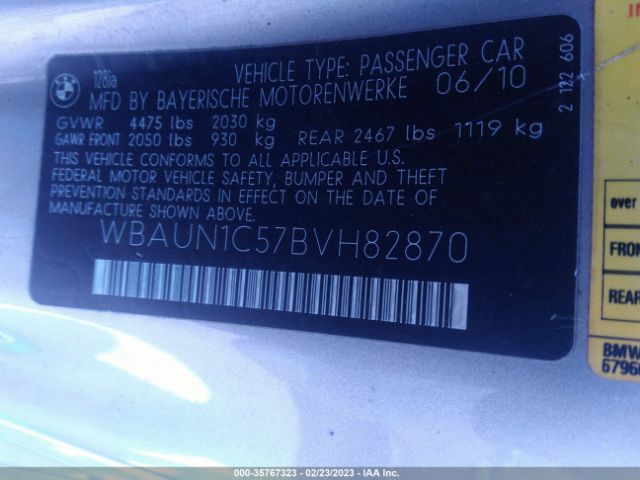 BMW
128ia
VEHICLE TYPE: PASSENGER CAR
MFD BY BAYERISCHE MOTORENWERKE 06/10
GVWR 4475 lbs 2030 kg
GAWR FRONT 2050 lbs 930 kg REAR 2467 lbs 1119 kg
THIS VEHICLE CONFORMS TO ALL APPLICABLE U.S.
FEDERAL MOTOR VEHICLE SAFETY, BUMPER AND THEFT
PREVENTION STANDARDS IN EFFECT ON THE DATE OF
MANUFACTURE SHOWN ABOVE.
WBAUN1C57BVH82870
2 122 606
over
FRON
REAR
BMW
6796
000-35767323 - 02/23/2023 - IAA Inc.